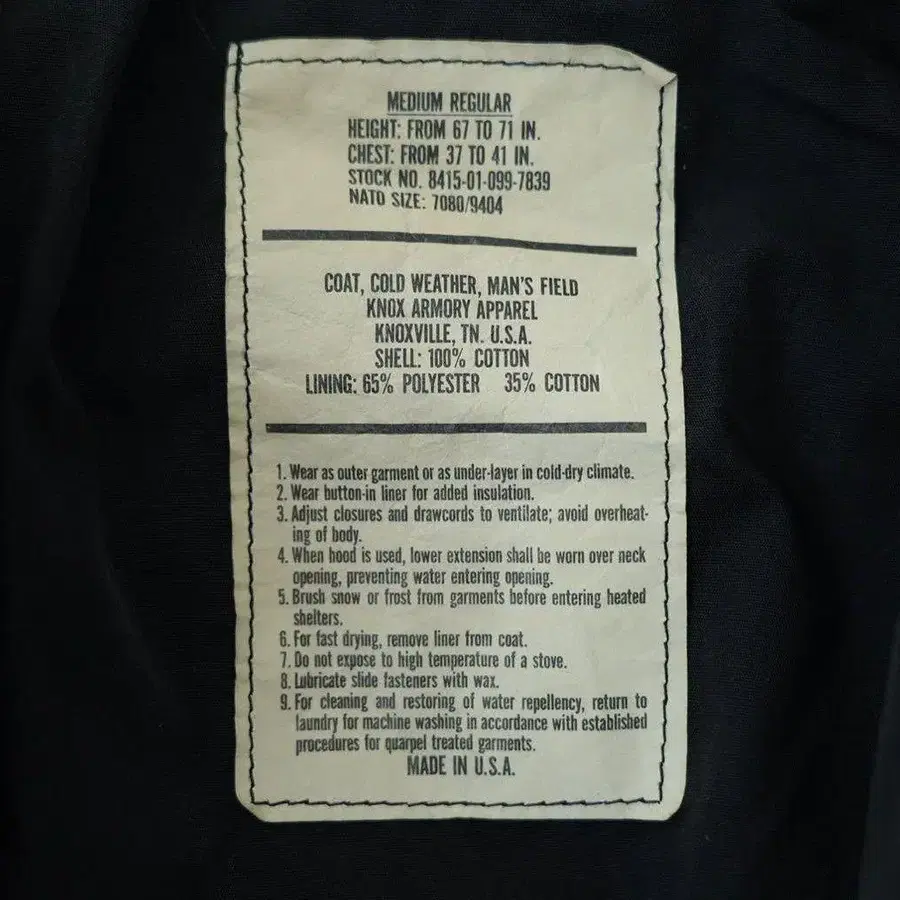 MEDIUM REGULAR
HEIGHT: FROM 67 TO 71 IN.
CHEST: FROM 37 TO 41 IN.
STOCK NO. 8415-01-099-7839
NATO SIZE: 7080/9404
COAT, COLD WEATHER, MAN'S FIELD
KNOX ARMORY APPAREL
KNOXVILLE, TN. U.S.A.
SHELL: 100% COTTON
LINING: 65% POLYESTER 35% COTTON
1. Wear as outer garment or as under-layer in cold-dry climate.
2. Wear button-in liner for added insulation.
3. Adjust closures and drawcords to ventilate; avoid overheat-
ing of body.
4. When hood is used, lower extension shall be worn over neck
opening, preventing water entering opening.
5. Brush snow or frost from garments before entering heated
shelters.
6. For fast drying, remove liner from coat.
7. Do not expose to high temperature of a stove.
8. Lubricate slide fasteners with wax.
9. For cleaning and restoring of water repellency, return to
laundry for machine washing in accordance with established
procedures for quarpel treated garments.
MADE IN U.S.A.